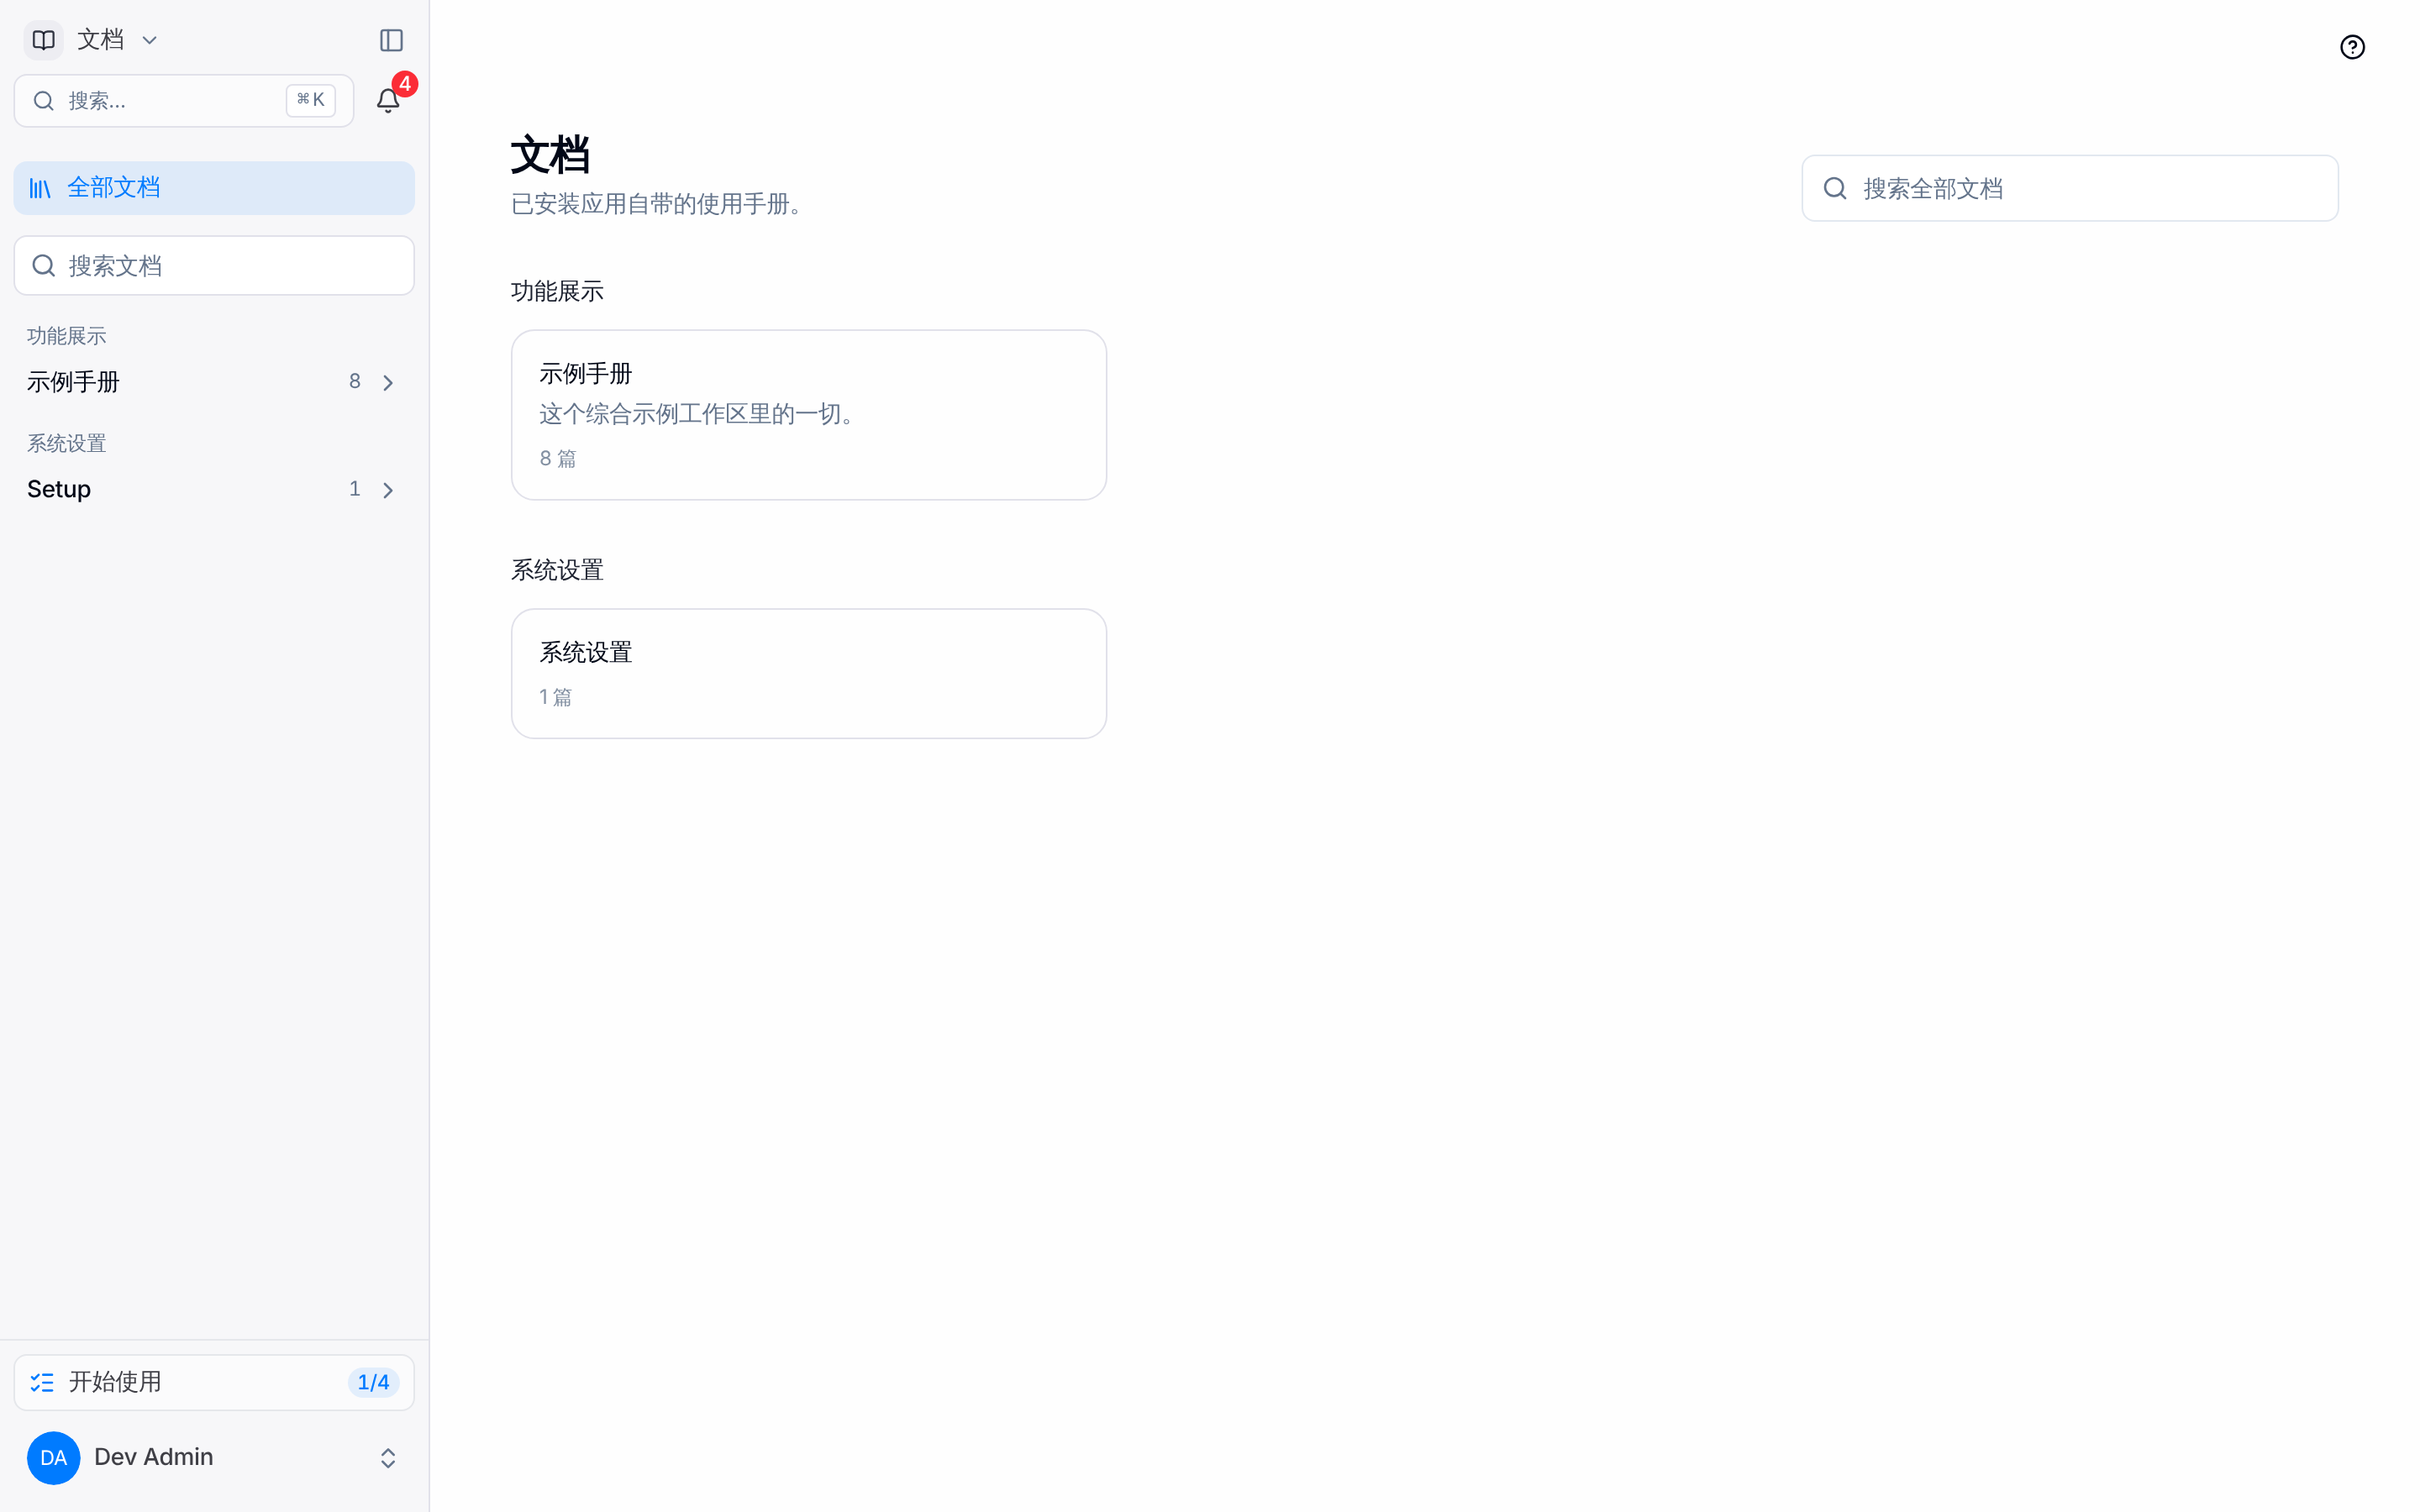 文档
搜索... ⌘K
4
全部文档
搜索文档
功能展示
示例手册 8
系统设置
Setup 1
开始使用 1/4
DA Dev Admin
文档
已安装应用自带的使用手册。
搜索全部文档
功能展示
示例手册
这个综合示例工作区里的一切。
8 篇
系统设置
系统设置
1 篇